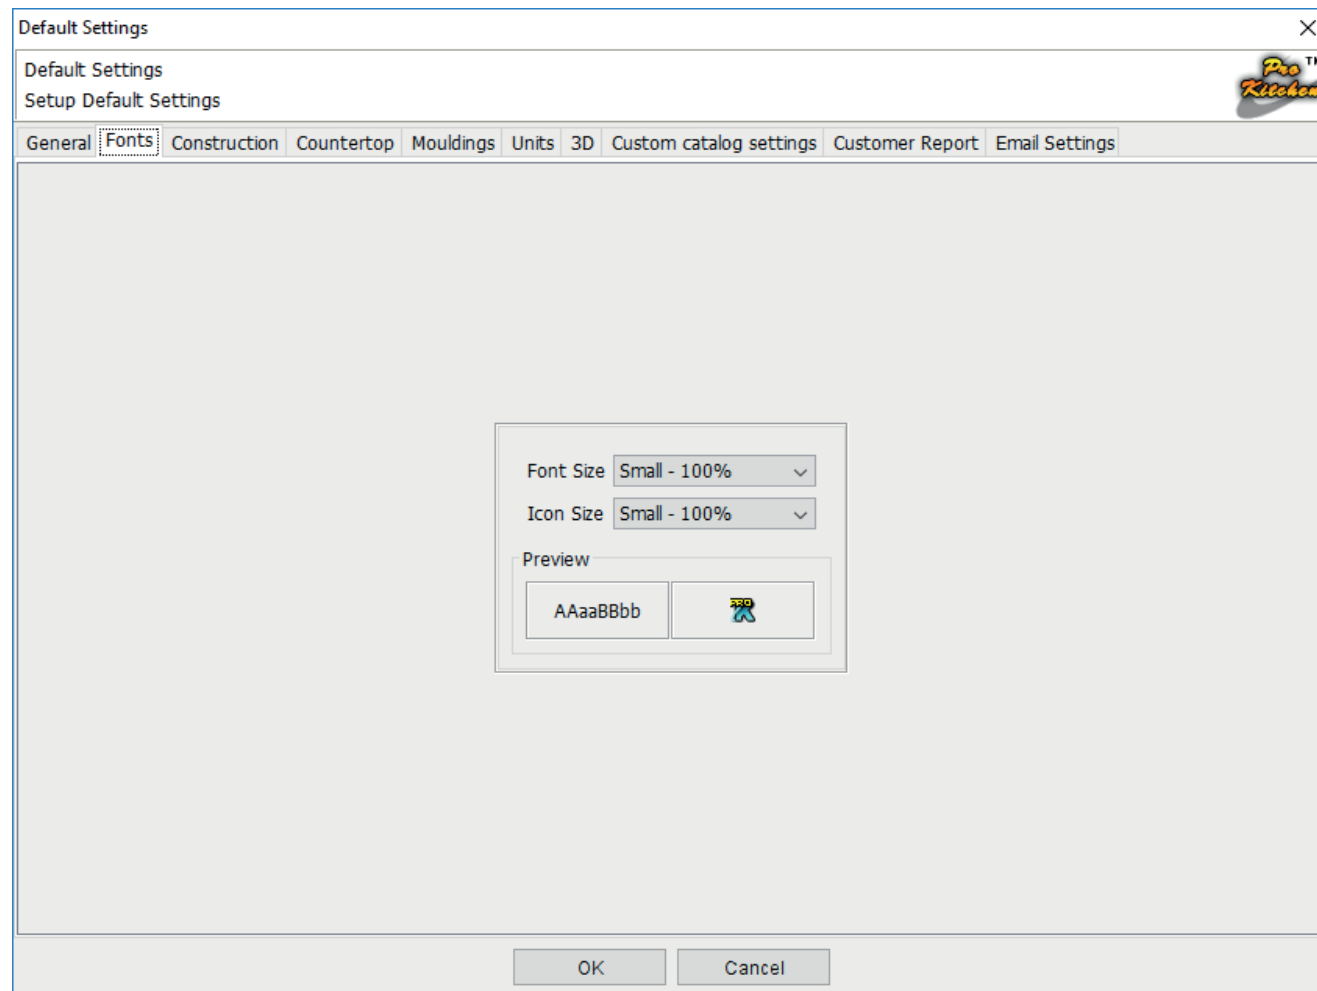 Default Settings
Default Settings
Setup Default Settings
Pro TM
Kitchen
General Fonts Construction Countertop Mouldings Units 3D Custom catalog settings Customer Report Email Settings
Font Size Small - 100%
Icon Size Small - 100%
Preview
AAaaBBbb PRO
OK Cancel